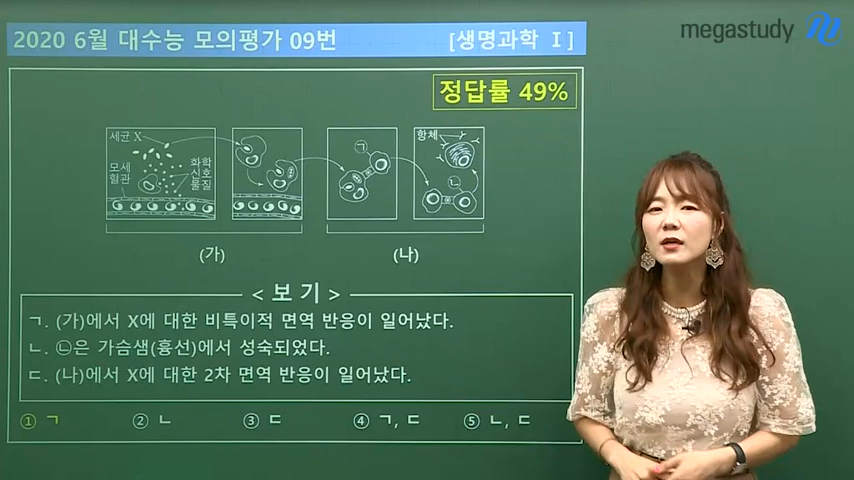 2020 6월 대수능 모의평가 09번 [생명과학 Ⅰ]
megastudy
정답률 49%
세균 X
모세
혈관
화학
신호
물질
㉠
항체
㉡
(가)
(나)
< 보 기 >
ㄱ. (가)에서 X에 대한 비특이적 면역 반응이 일어났다.
ㄴ. ㉡은 가슴샘(흉선)에서 성숙되었다.
ㄷ. (나)에서 X에 대한 2차 면역 반응이 일어났다.
① ㄱ ② ㄴ ③ ㄷ ④ ㄱ, ㄷ ⑤ ㄴ, ㄷ